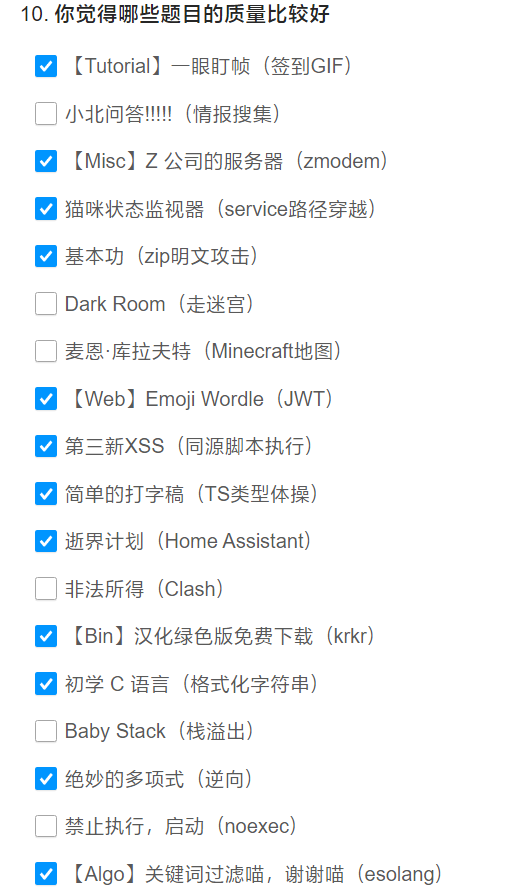 10. 你觉得哪些题目的质量比较好
【Tutorial】一眼盯帧（签到GIF）
小北问答!!!!!（情报搜集）
【Misc】Z 公司的服务器（zmodem）
猫咪状态监视器（service路径穿越）
基本功（zip明文攻击）
Dark Room（走迷宫）
麦恩·库拉夫特（Minecraft地图）
【Web】Emoji Wordle（JWT）
第三新XSS（同源脚本执行）
简单的打字稿（TS类型体操）
逝界计划（Home Assistant）
非法所得（Clash）
【Bin】汉化绿色版免费下载（krkr）
初学 C 语言（格式化字符串）
Baby Stack（栈溢出）
绝妙的多项式（逆向）
禁止执行，启动（noexec）
【Algo】关键词过滤喵，谢谢喵（esolang）